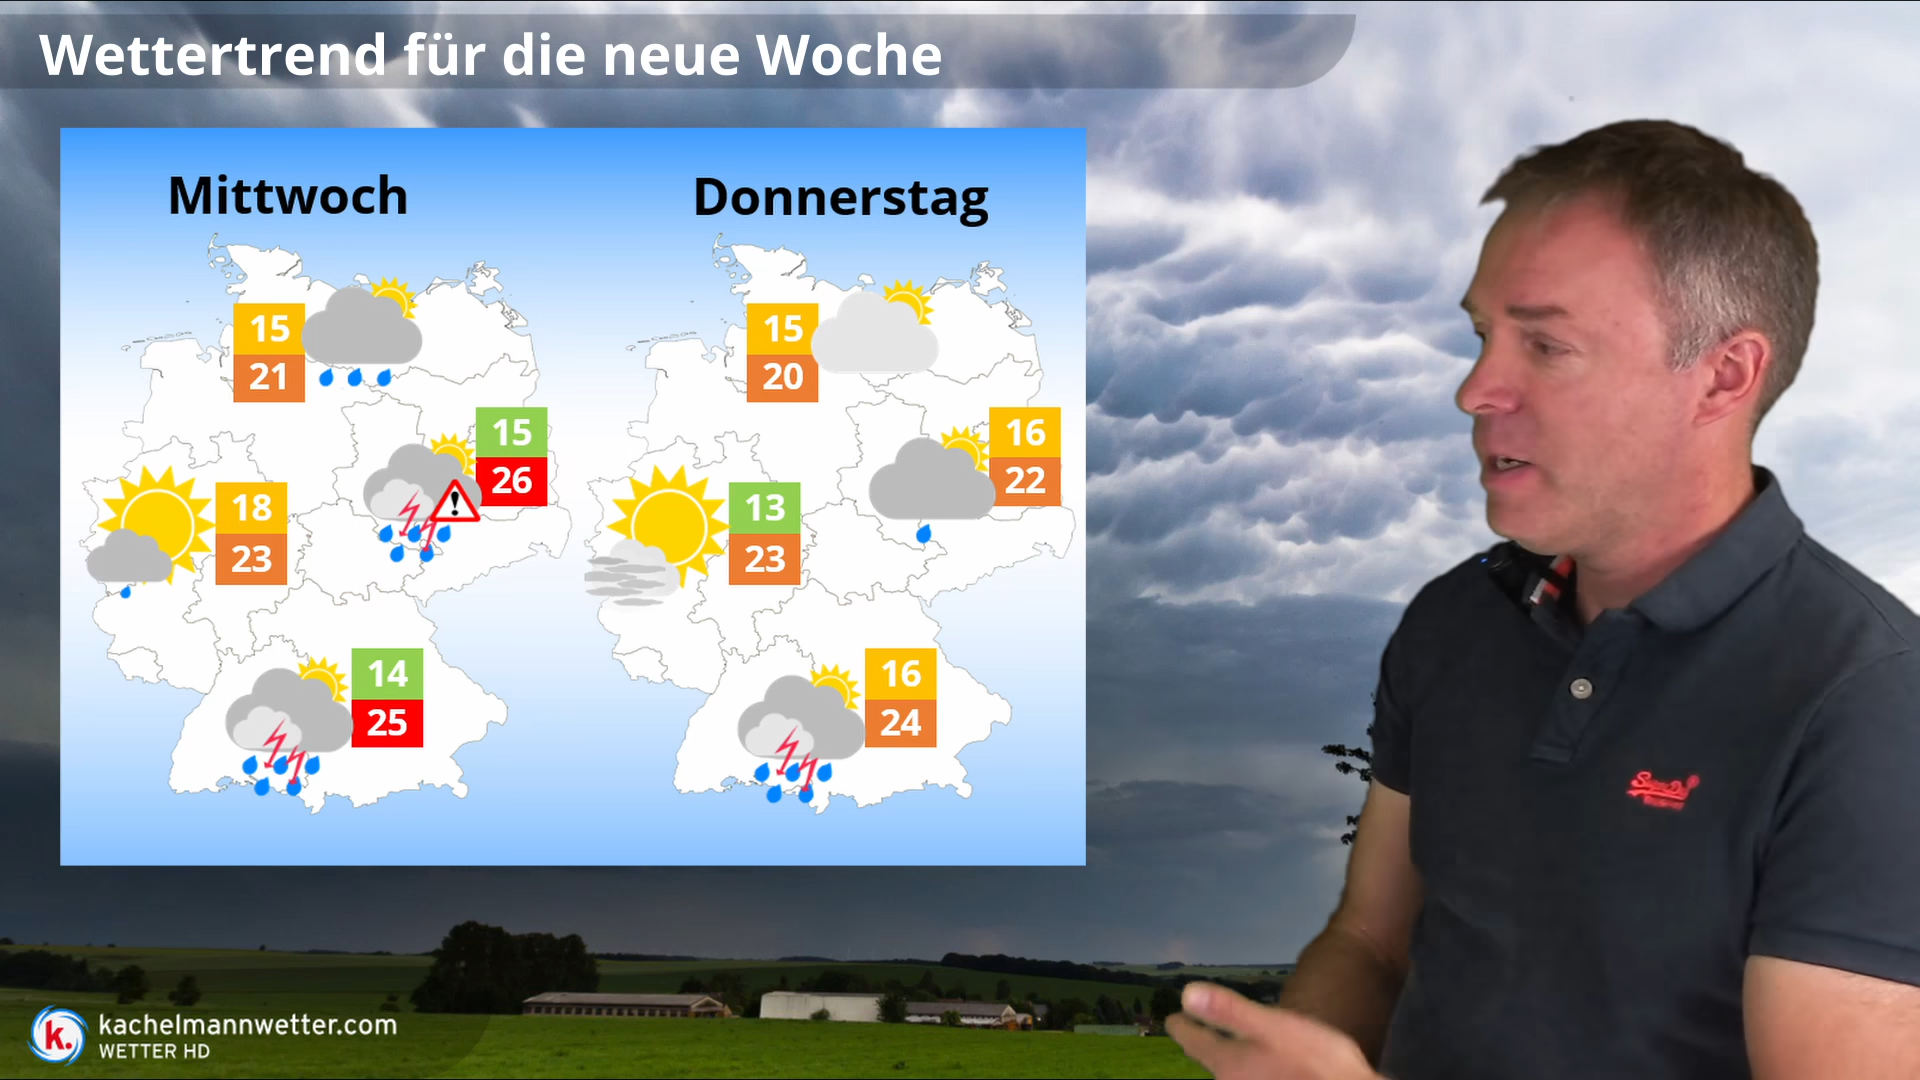 Wettertrend für die neue Woche
Mittwoch
15
21
15
26
!
18
23
14
25
Donnerstag
15
20
16
22
13
23
16
24
Superdry
k.
kachelmannwetter.com
WETTER HD